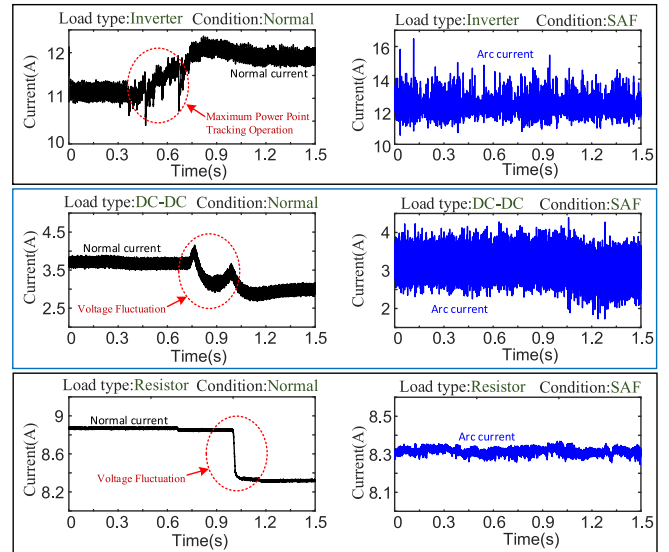 Load type:Inverter Condition:Normal
Current(A)
12
11
10
Normal current
Maximum Power Point
Tracking Operation
0 0.3 0.6 0.9 1.2 1.5
Time(s)
Load type:Inverter Condition:SAF
Current(A)
16
14
12
10
Arc current
0 0.3 0.6 0.9 1.2 1.5
Time(s)
Load type:DC-DC Condition:Normal
Current(A)
4.5
3.5
2.5
Normal current
Voltage Fluctuation
0 0.3 0.6 0.9 1.2 1.5
Time(s)
Load type:DC-DC Condition:SAF
Current(A)
4
3
2
Arc current
0 0.3 0.6 0.9 1.2 1.5
Time(s)
Load type:Resistor Condition:Normal
Current(A)
9
8.6
8.2
Normal current
Voltage Fluctuation
0 0.3 0.6 0.9 1.2 1.5
Time(s)
Load type:Resistor Condition:SAF
Current(A)
8.5
8.3
8.1
Arc current
0 0.3 0.6 0.9 1.2 1.5
Time(s)